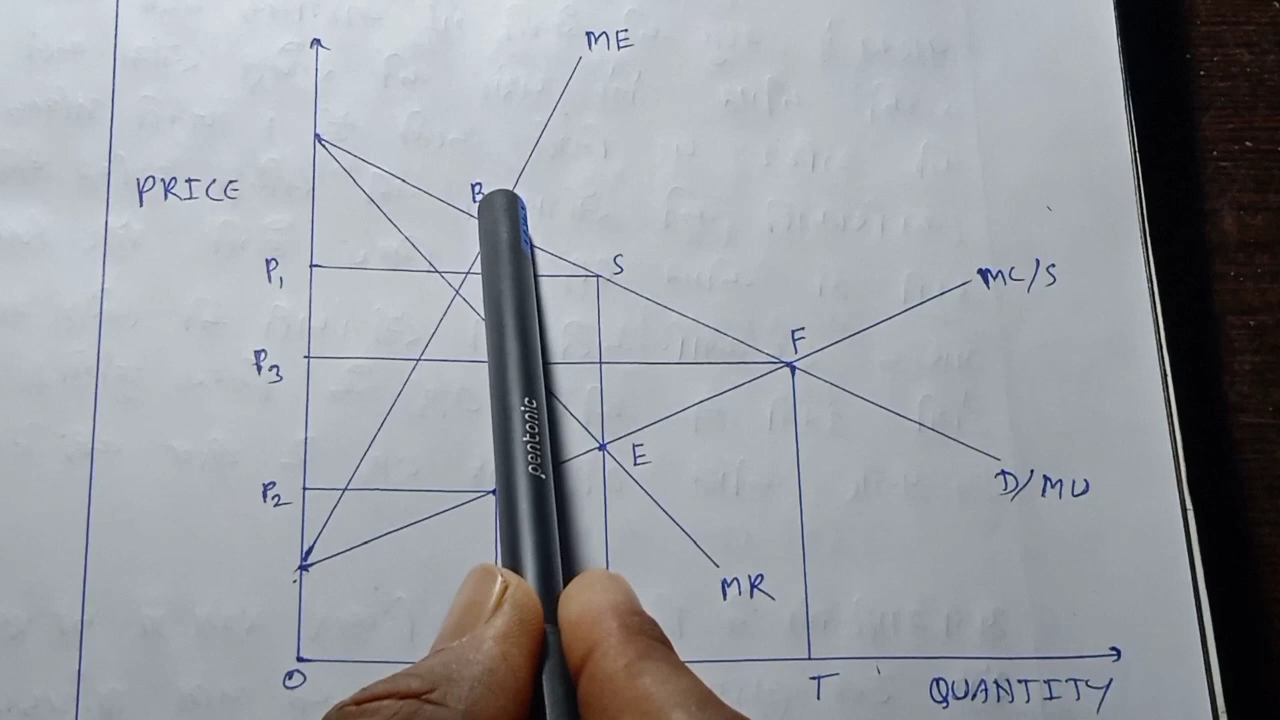 ME
PRICE
B
P₁
S
MC/S
F
P₃
E
P₂
D/MU
MR
O
T
QUANTITY
pentonic